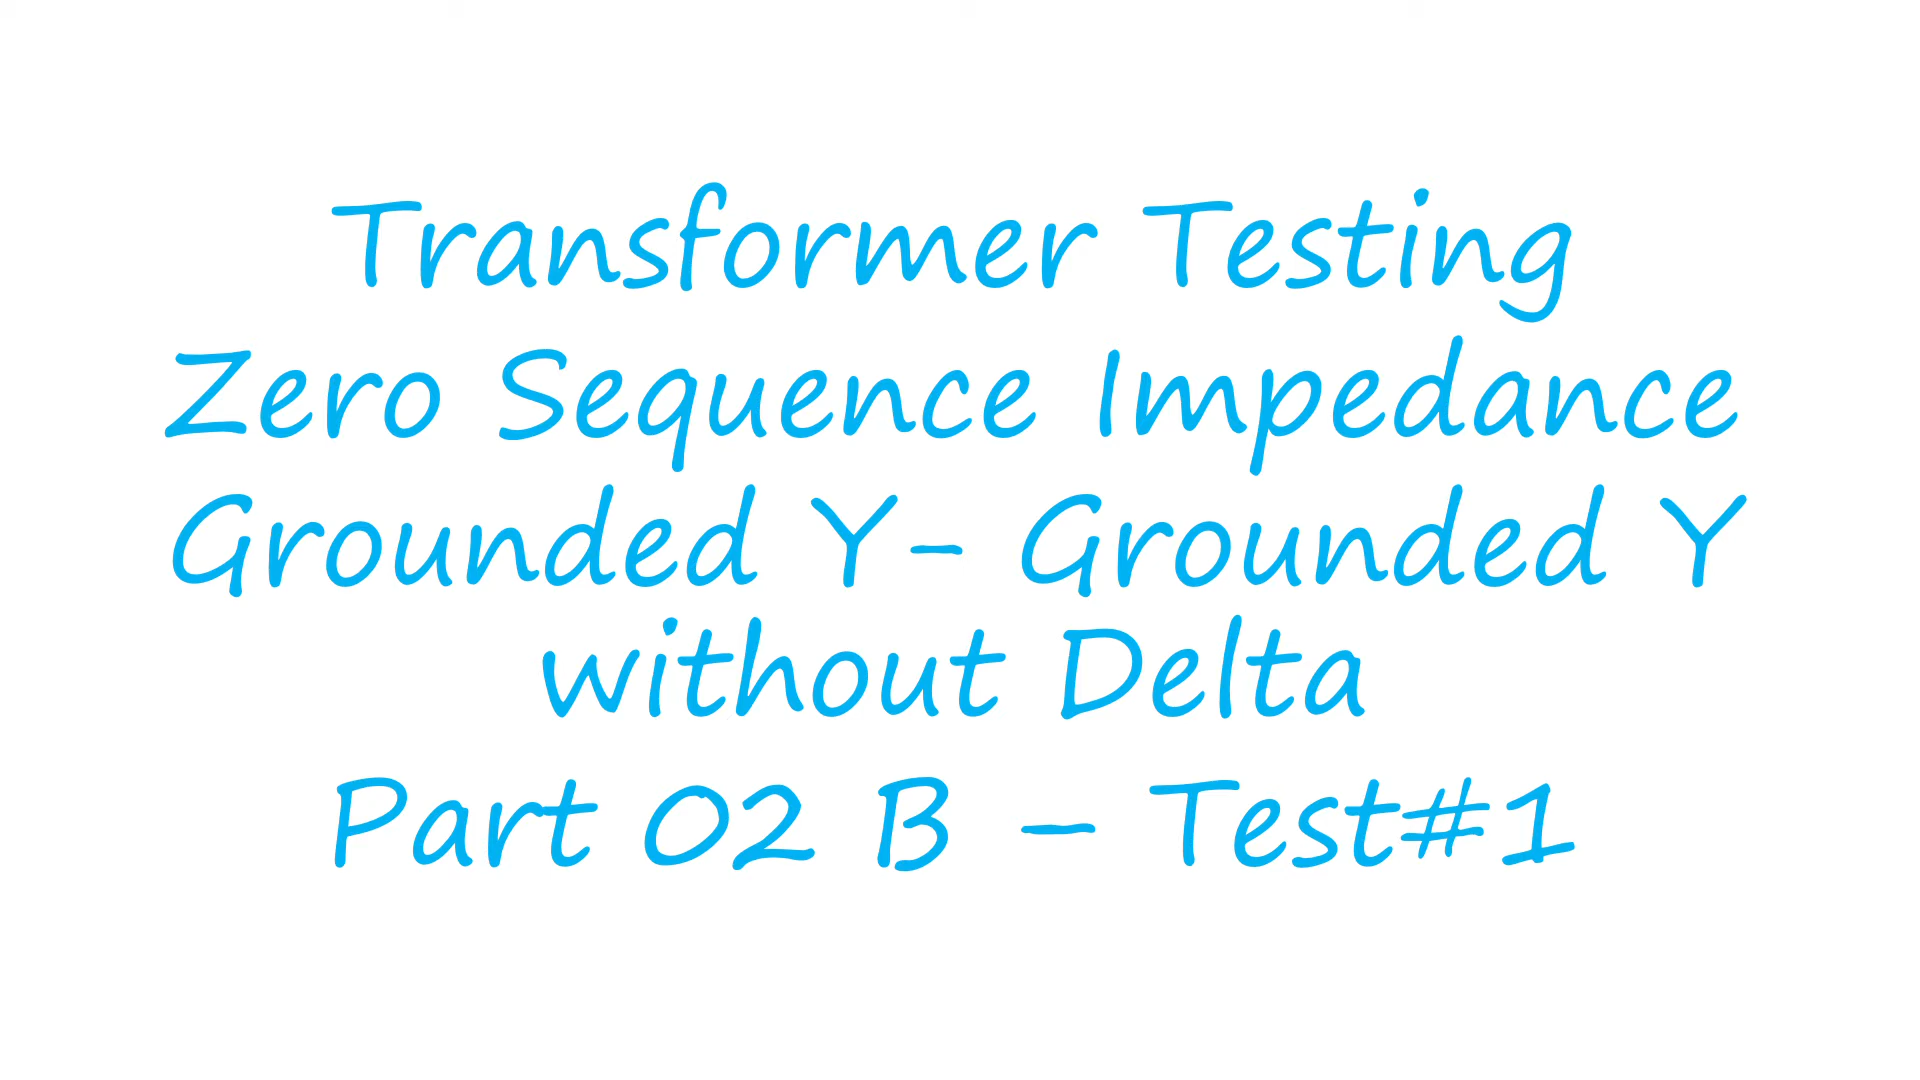 Transformer Testing
Zero Sequence Impedance
Grounded Y- Grounded Y
without Delta
Part 02 B – Test#1